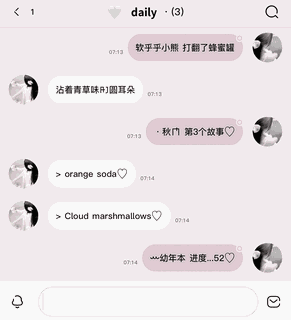 1
daily · (3)
07:13 软乎乎小熊 打翻了蜂蜜罐
沾着青草味的圆耳朵 07:13
07:13 · 秋门 第3个故事♡
> orange soda♡ 07:14
> Cloud marshmallows♡ 07:14
07:14 幼年本 进度...52♡